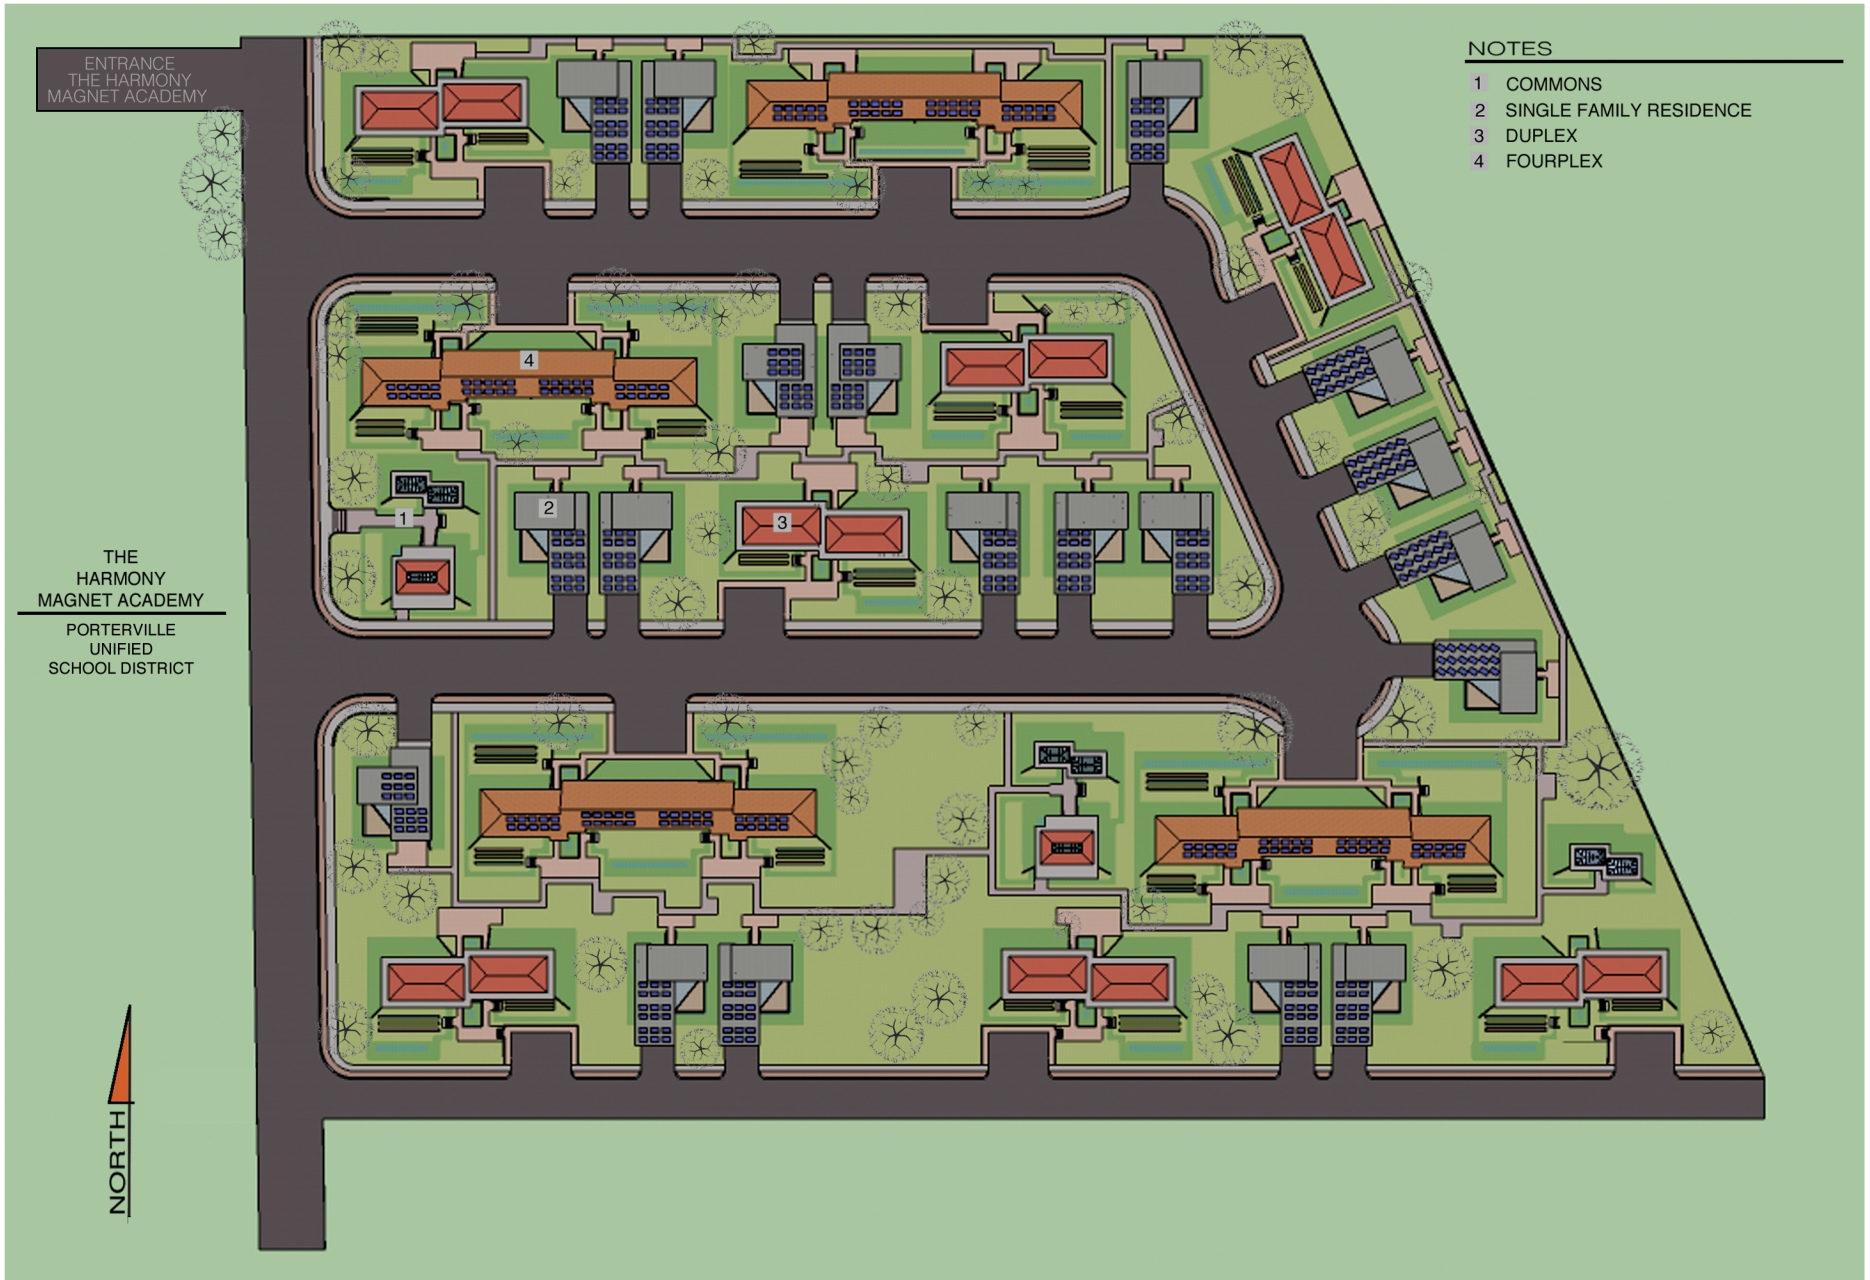 ENTRANCE
THE HARMONY
MAGNET ACADEMY
NOTES
1 COMMONS
2 SINGLE FAMILY RESIDENCE
3 DUPLEX
4 FOURPLEX
4
1
2
3
THE
HARMONY
MAGNET ACADEMY
PORTERVILLE
UNIFIED
SCHOOL DISTRICT
NORTH